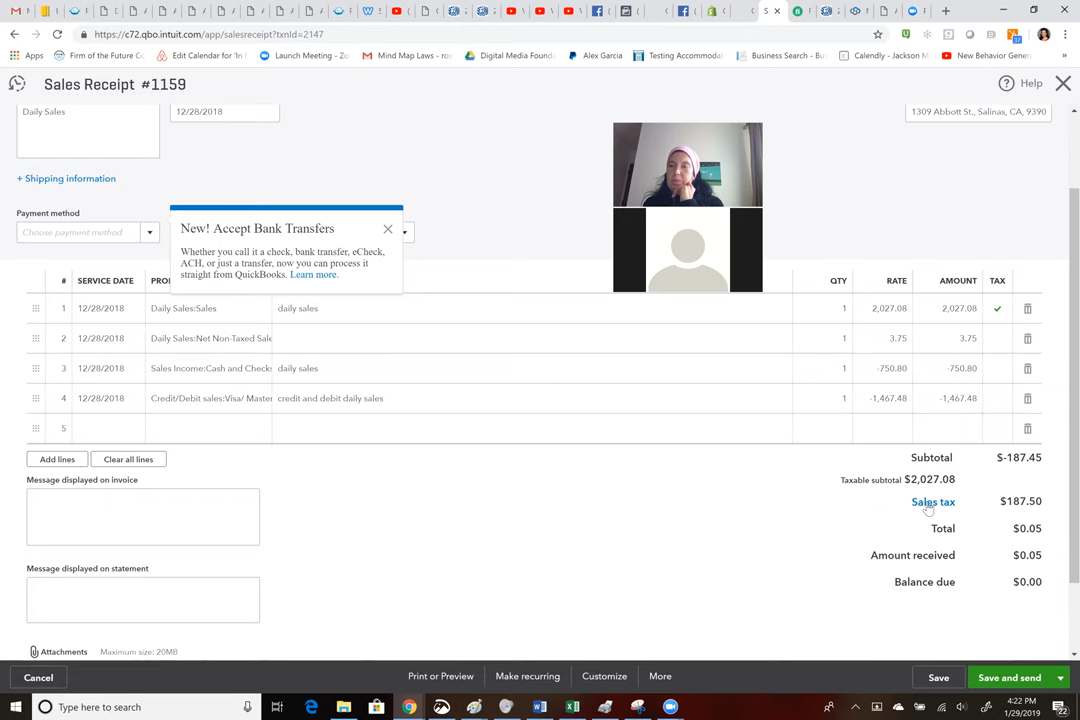 c72.qbo.intuit.com/app/salesreceipt?txnId=2147
Apps
Firm of the Future Co
Edit Calendar for 'In
Launch Meeting - Zo
Mind Map Laws - ros
Digital Media Found
Alex Garcia
Testing Accommodat
Business Search - Bu
Calendly - Jackson M
New Behavior Gener
Sales Receipt #1159
Help
Daily Sales
12/28/2018
1309 Abbott St., Salinas, CA, 9390
+ Shipping information
Payment method
Choose payment method
New! Accept Bank Transfers
Whether you call it a check, bank transfer, eCheck,
ACH, or just a transfer, now you can process it
straight from QuickBooks. Learn more.
# SERVICE DATE QTY RATE AMOUNT TAX
1 12/28/2018 Daily Sales:Sales daily sales 1 2,027.08 2,027.08
2 12/28/2018 Daily Sales:Net Non-Taxed Sale 1 3.75 3.75
3 12/28/2018 Sales Income:Cash and Checks daily sales 1 -750.80 -750.80
4 12/28/2018 Credit/Debit sales:Visa/ Master credit and debit daily sales 1 -1,467.48 -1,467.48
5
Add lines Clear all lines
Subtotal $-187.45
Message displayed on invoice
Taxable subtotal $2,027.08
Sales tax $187.50
Total $0.05
Amount received $0.05
Message displayed on statement
Balance due $0.00
Attachments Maximum size: 20MB
Cancel
Print or Preview
Make recurring
Customize
More
Save
Save and send
Type here to search
4:22 PM
1/29/2019
22